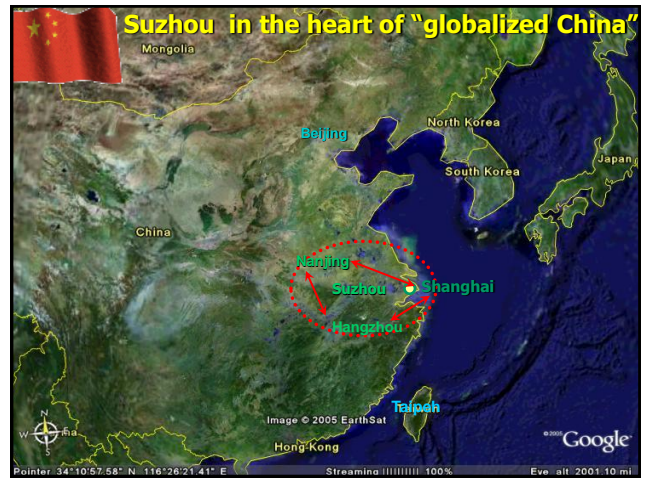 Suzhou in the heart of “globalized China”
Mongolia
Beijing
North Korea
Japan
South Korea
China
Nanjing
Suzhou
Shanghai
Hangzhou
Image © 2005 EarthSat
N
W
E
S
Hong Kong
© 2005 Google
Pointer 34°10'57.58" N 116°26'21.41" E
Streaming |||||||||| 100%
Eye alt 2001.10 mi